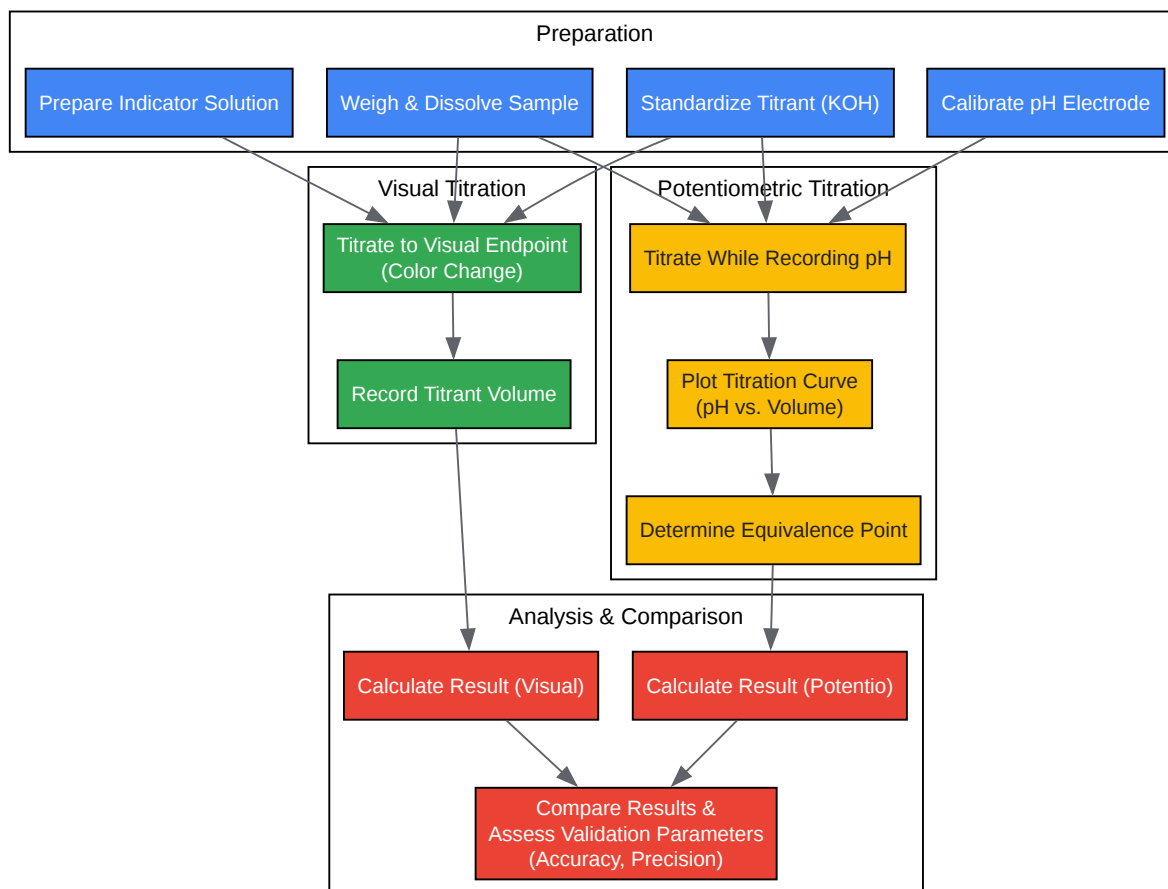 Preparation
Prepare Indicator Solution
Weigh & Dissolve Sample
Standardize Titrant (KOH)
Calibrate pH Electrode
Visual Titration
Potentiometric Titration
Titrate to Visual Endpoint
(Color Change)
Titrate While Recording pH
Record Titrant Volume
Plot Titration Curve
(pH vs. Volume)
Determine Equivalence Point
Analysis & Comparison
Calculate Result (Visual)
Calculate Result (Potentio)
Compare Results &
Assess Validation Parameters
(Accuracy, Precision)